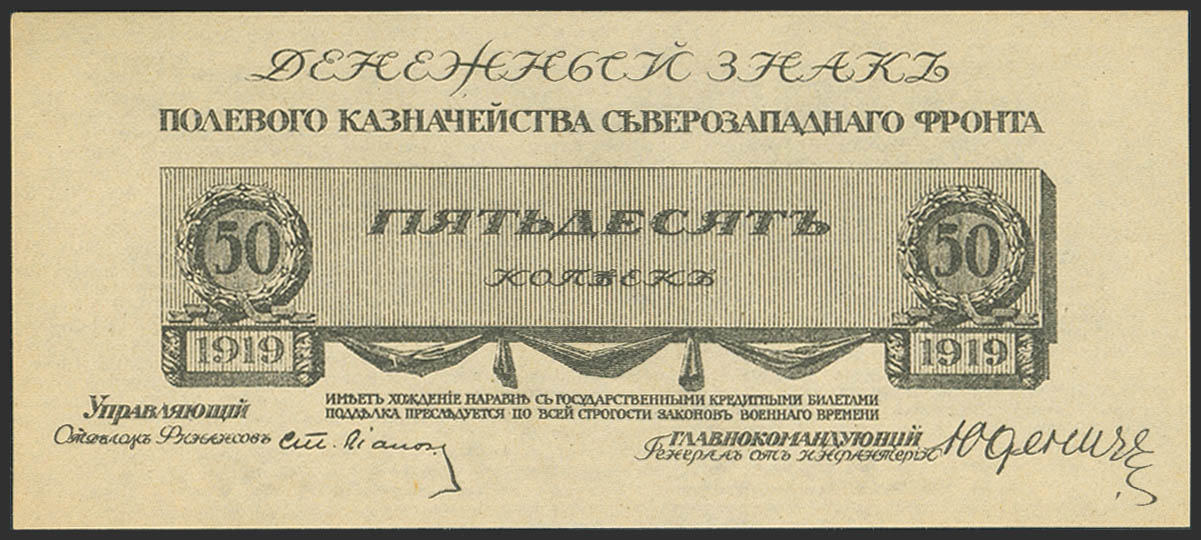 ДЕНЕЖНЫЙ ЗНАКЪ
ПОЛЕВОГО КАЗНАЧЕЙСТВА СѢВЕРОЗАПАДНАГО ФРОНТА
50 ПЯТЬДЕСЯТЪ 50
КОПѢЕКЪ
1919 1919
ИМѢЕТЪ ХОЖДЕНІЕ НАРАВНѢ СЪ ГОСУДАРСТВЕННЫМИ КРЕДИТНЫМИ БИЛЕТАМИ
ПОДДѢЛКА ПРЕСЛѢДУЕТСЯ ПО ВСЕЙ СТРОГОСТИ ЗАКОНОВЪ ВОЕННАГО ВРЕМЕНИ
УПРАВЛЯЮЩІЙ
ОТДѢЛОМЪ ФИНАНСОВЪ
ГЛАВНОКОМАНДУЮЩІЙ
ГЕНЕРАЛЪ ОТЪ ИНФАНТЕРІИ Юденичъ